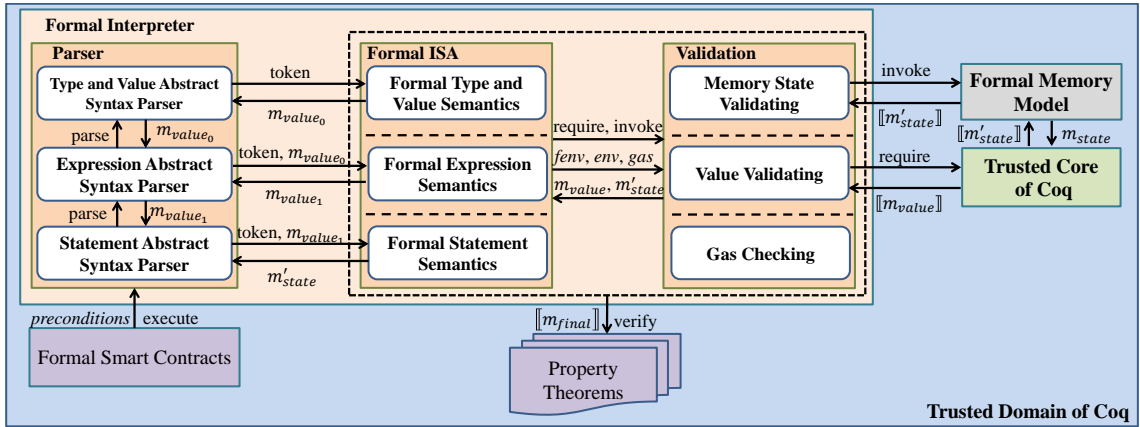 Formal Interpreter
Parser
Type and Value Abstract
Syntax Parser
parse
m_value₀
Expression Abstract
Syntax Parser
parse
m_value₁
Statement Abstract
Syntax Parser
token
m_value₀
token, m_value₀
m_value₁
token, m_value₁
m′_state
Formal ISA
Formal Type and
Value Semantics
Formal Expression
Semantics
Formal Statement
Semantics
require, invoke
fenv, env, gas
m_value, m′_state
Validation
Memory State
Validating
Value Validating
Gas Checking
invoke
⟦m′_state⟧
require
⟦m_value⟧
Formal Memory
Model
⟦m′_state⟧
m_state
Trusted Core
of Coq
preconditions execute
Formal Smart Contracts
⟦m_final⟧ verify
Property
Theorems
Trusted Domain of Coq